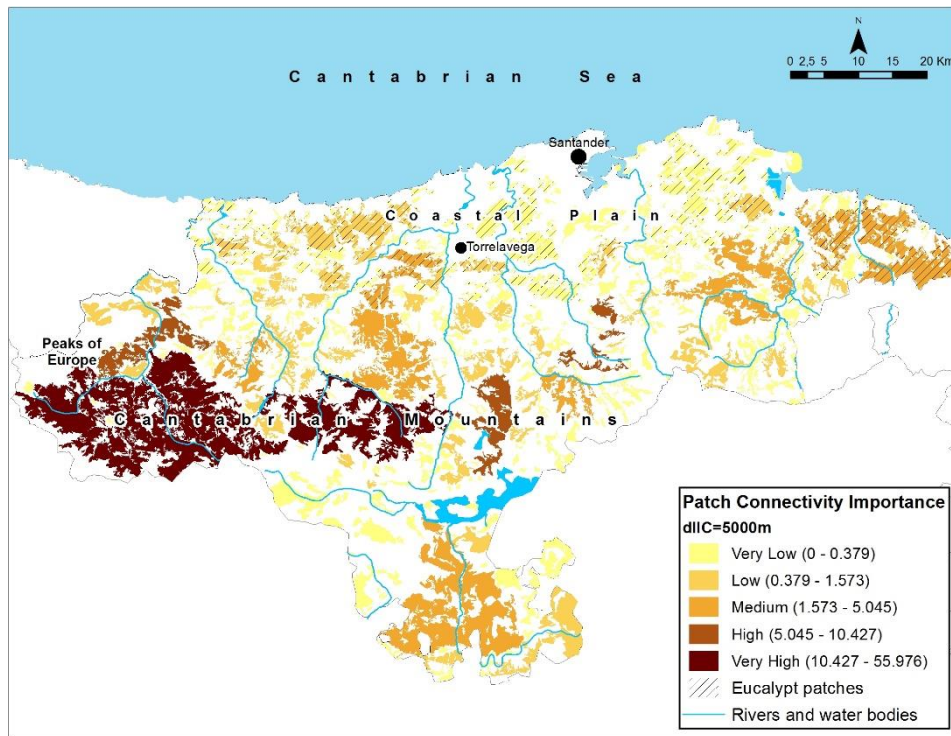 N
0 2,5 5 10 15 20 Km
Cantabrian Sea
Santander
Coastal Plain
Torrelavega
Peaks of
Europe
Cantabrian Mountains
Patch Connectivity Importance
dIIC=5000m
Very Low (0 - 0.379)
Low (0.379 - 1.573)
Medium (1.573 - 5.045)
High (5.045 - 10.427)
Very High (10.427 - 55.976)
Eucalypt patches
Rivers and water bodies